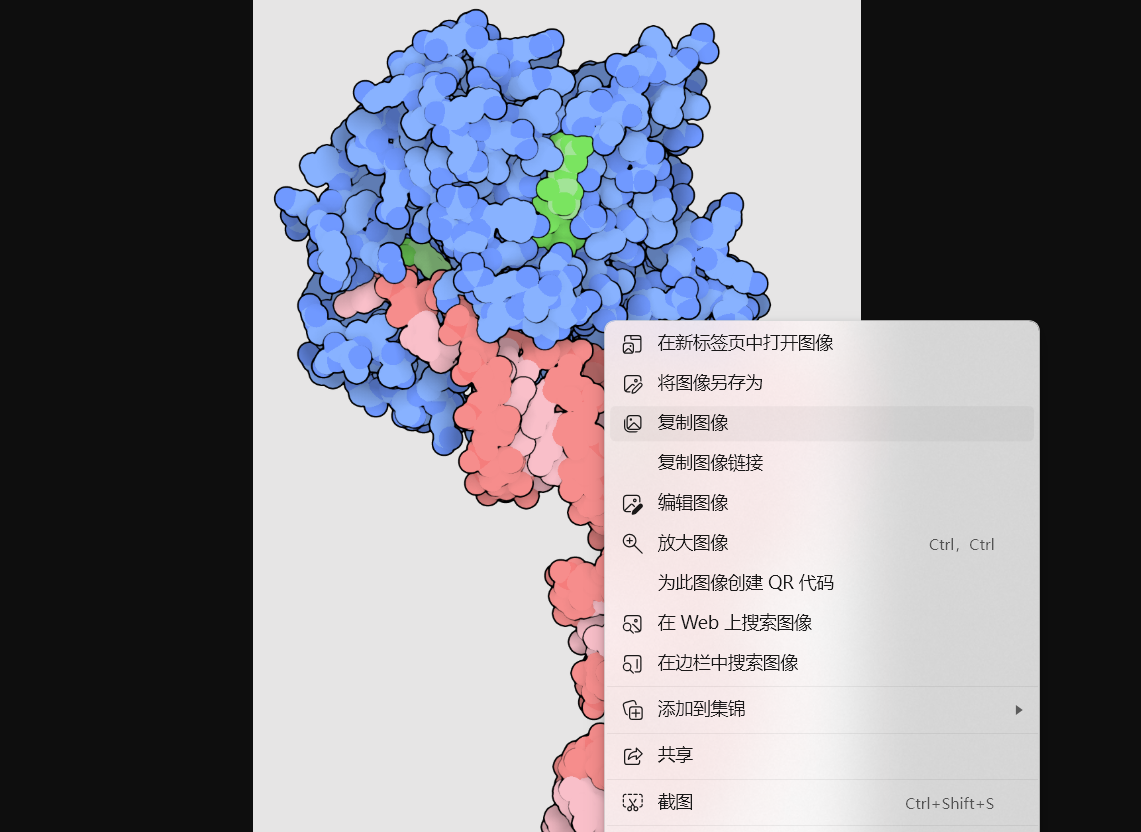 在新标签页中打开图像
将图像另存为
复制图像
复制图像链接
编辑图像
放大图像 Ctrl, Ctrl
为此图像创建 QR 代码
在 Web 上搜索图像
在边栏中搜索图像
添加到集锦
共享
截图 Ctrl+Shift+S